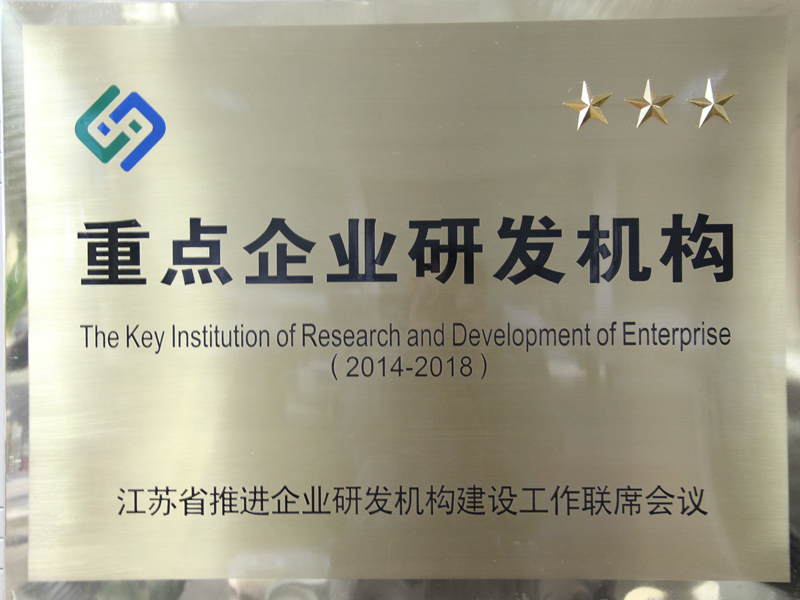 重点企业研发机构
The Key Institution of Research and Development of Enterprise
（2014-2018）
江苏省推进企业研发机构建设工作联席会议